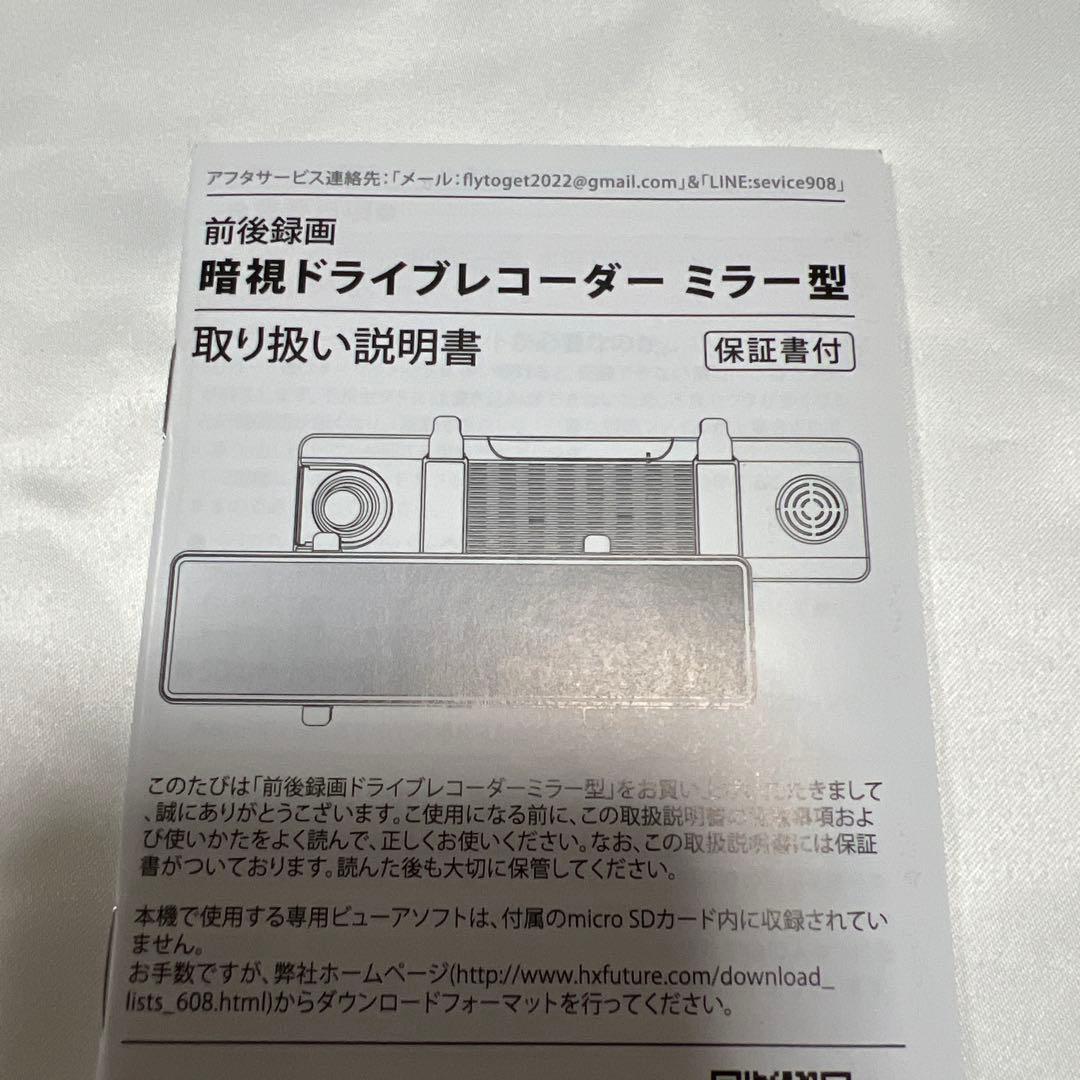 アフタサービス連絡先：「メール：flytoget2022@gmail.com」&「LINE:sevice908」
前後録画
暗視ドライブレコーダー ミラー型
取り扱い説明書
保証書付
このたびは「前後録画ドライブレコーダーミラー型」をお買い上 きまして
、誠にありがとうこざいます。こ使用になる前に、この取扱説明書 事項およ
び使いかたをよく読んで、正しくお使いください。なお、この取扱説明書には保証
書がついております。読んた後も大切に保管してください。
本機で使用する専用ビューアソフトは、付属のmicro SDカード内に収録されてい
ません。
お手数ですが、弊社ホームページ(http://www.hxfuture.com/download_
lists_608.html)からダウンロードフォーマットを行ってください。